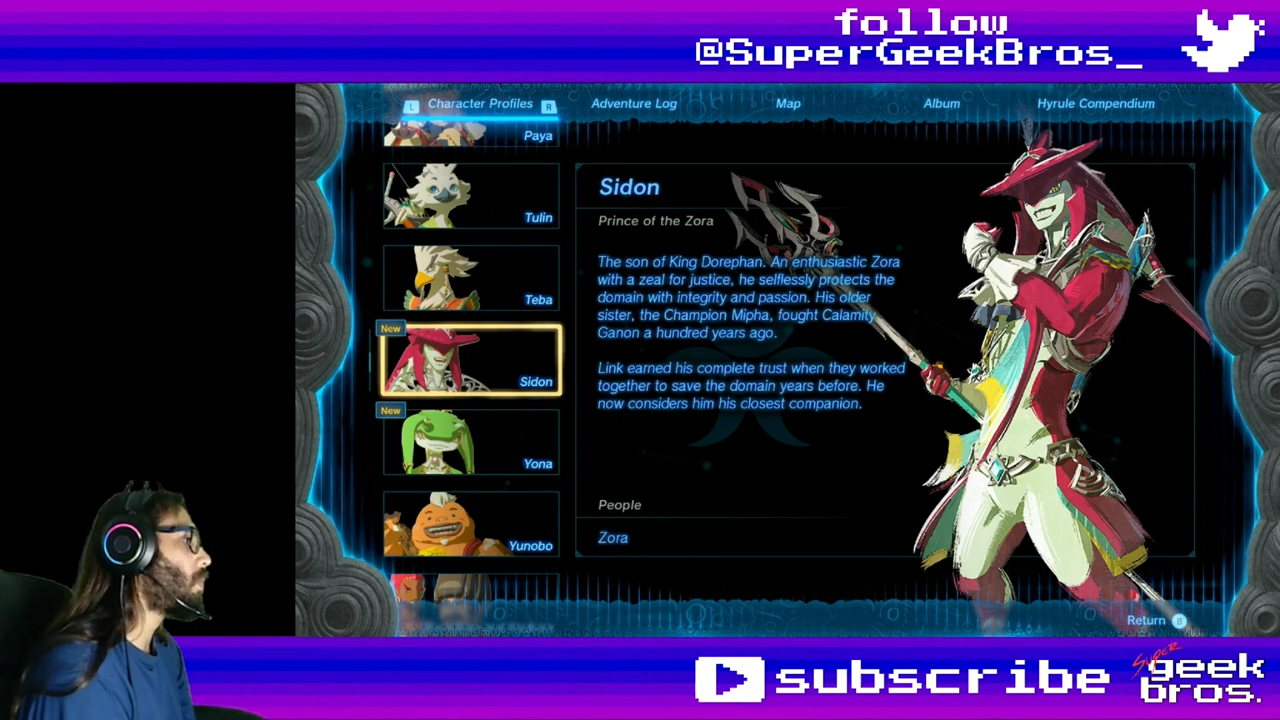 follow
@SuperGeekBros_
L Character Profiles R
Adventure Log
Map
Album
Hyrule Compendium
Paya
Tulin
Teba
New
Sidon
New
Yona
Yunobo
Sidon
Prince of the Zora
The son of King Dorephan. An enthusiastic Zora
with a zeal for justice, he selflessly protects the
domain with integrity and passion. His older
sister, the Champion Mipha, fought Calamity
Ganon a hundred years ago.
Link earned his complete trust when they worked
together to save the domain years before. He
now considers him his closest companion.
People
Zora
Return B
subscribe
Super
geek
bros.